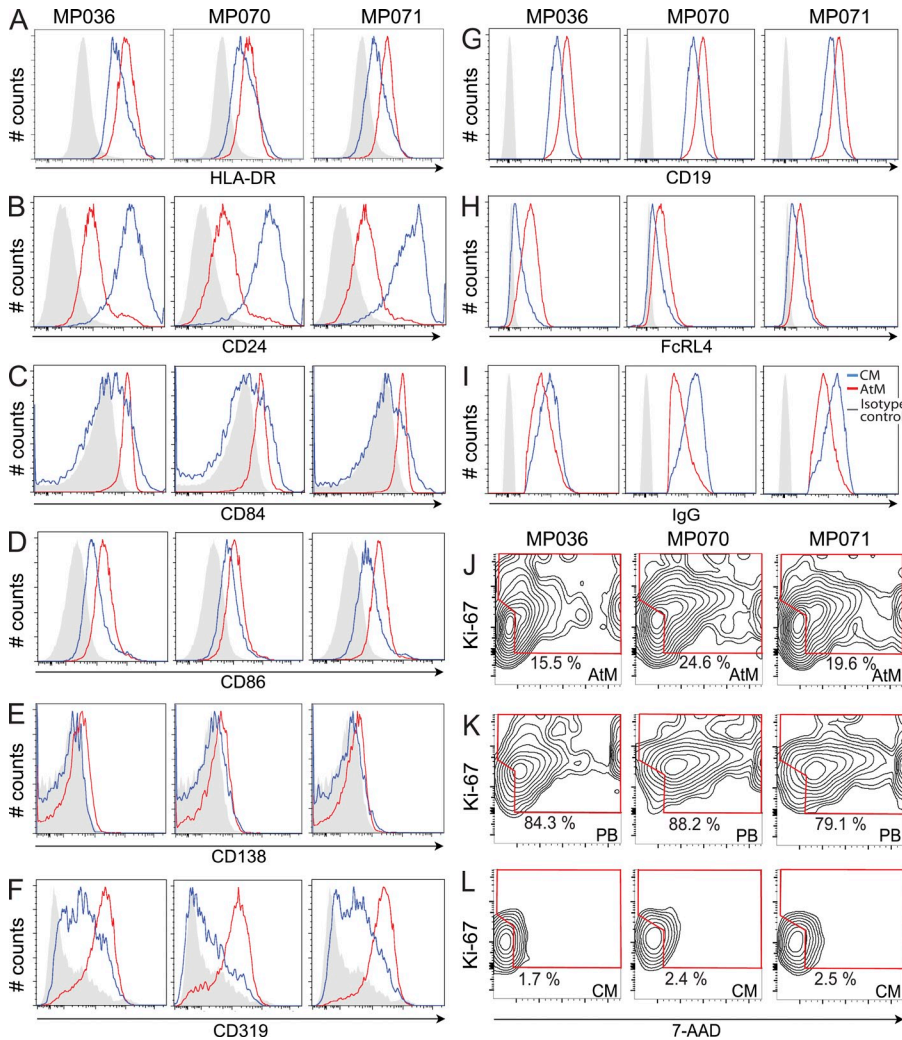 A MP036 MP070 MP071
# counts
HLA-DR
B
# counts
CD24
C
# counts
CD84
D
# counts
CD86
E
# counts
CD138
F
# counts
CD319
G MP036 MP070 MP071
# counts
CD19
H
# counts
FcRL4
I
# counts
CM
AtM
Isotype
contro
IgG
MP036 MP070 MP071
J
Ki-67
15.5 % 24.6 % 19.6 %
AtM AtM AtM
K
Ki-67
84.3 % 88.2 % 79.1 %
PB PB PB
L
Ki-67
1.7 % 2.4 % 2.5 %
CM CM CM
7-AAD